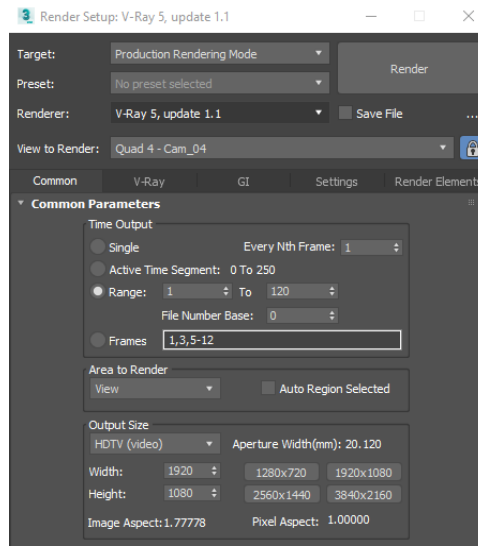 3 Render Setup: V-Ray 5, update 1.1
Target: Production Rendering Mode
Render
Preset: No preset selected
Renderer: V-Ray 5, update 1.1 Save File ...
View to Render: Quad 4 - Cam_04
Common V-Ray GI Settings Render Elements
Common Parameters
Time Output
Single Every Nth Frame: 1
Active Time Segment: 0 To 250
Range: 1 To 120
File Number Base: 0
Frames 1,3,5-12
Area to Render
View Auto Region Selected
Output Size
HDTV (video) Aperture Width(mm): 20.120
Width: 1920 1280x720 1920x1080
Height: 1080 2560x1440 3840x2160
Image Aspect: 1.77778 Pixel Aspect: 1.00000